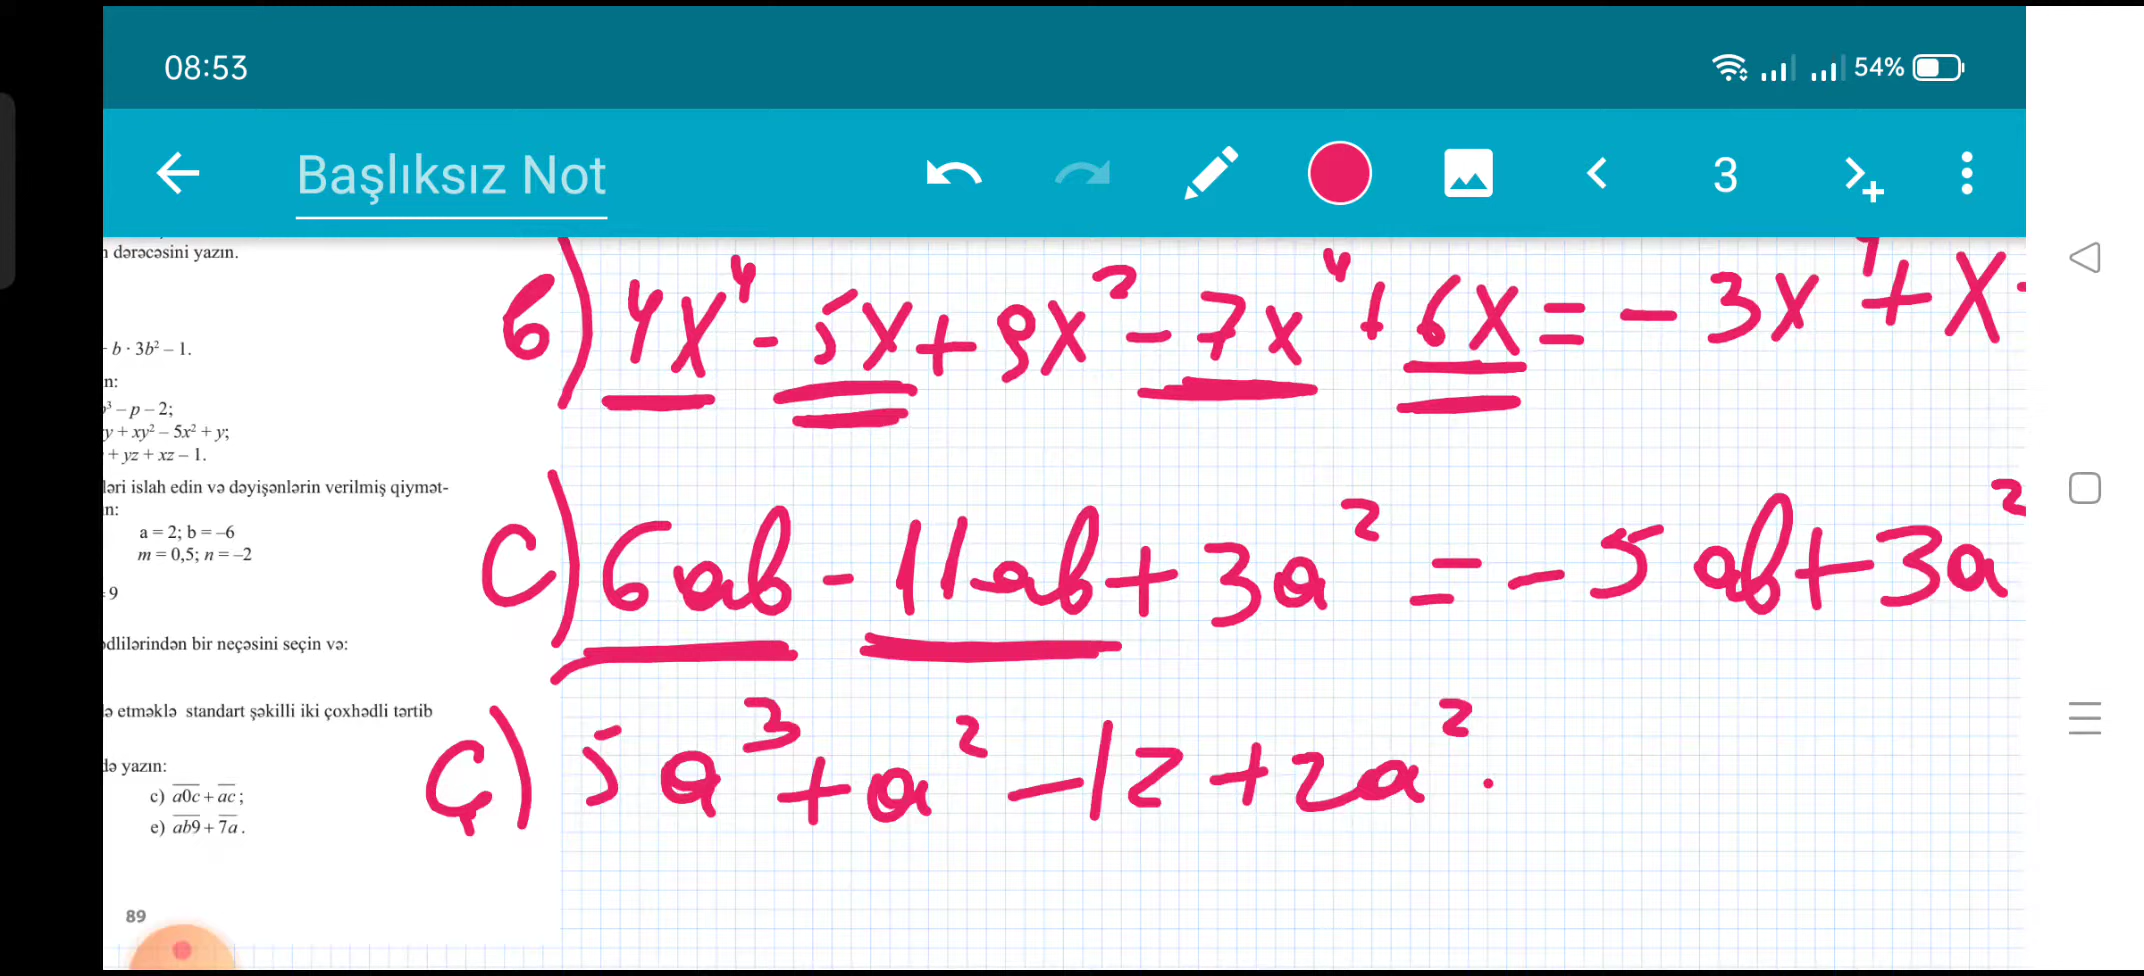 08:53
54%
Başlıksız Not
3
dərəcəsini yazın.
- b · 3b² – 1.
n:
³ – p – 2;
y + xy² – 5x² + y;
+ yz + xz – 1.
ləri islah edin və dəyişənlərin verilmiş qiymət-
n:
a = 2; b = –6
m = 0,5; n = –2
9
ədlilərindən bir neçəsini seçin və:
ə etməklə standart şəkilli iki çoxhədli tərtib
də yazın:
c) a0c + ac;
e) ab9 + 7a.
89
б) 4x⁴ - 5x + 9x² - 7x⁴ + 6x = - 3x⁴ + x
c) 6ab - 11ab + 3a² = - 5ab + 3a²
ç) 5a³ + a² - 12 + 2a² .